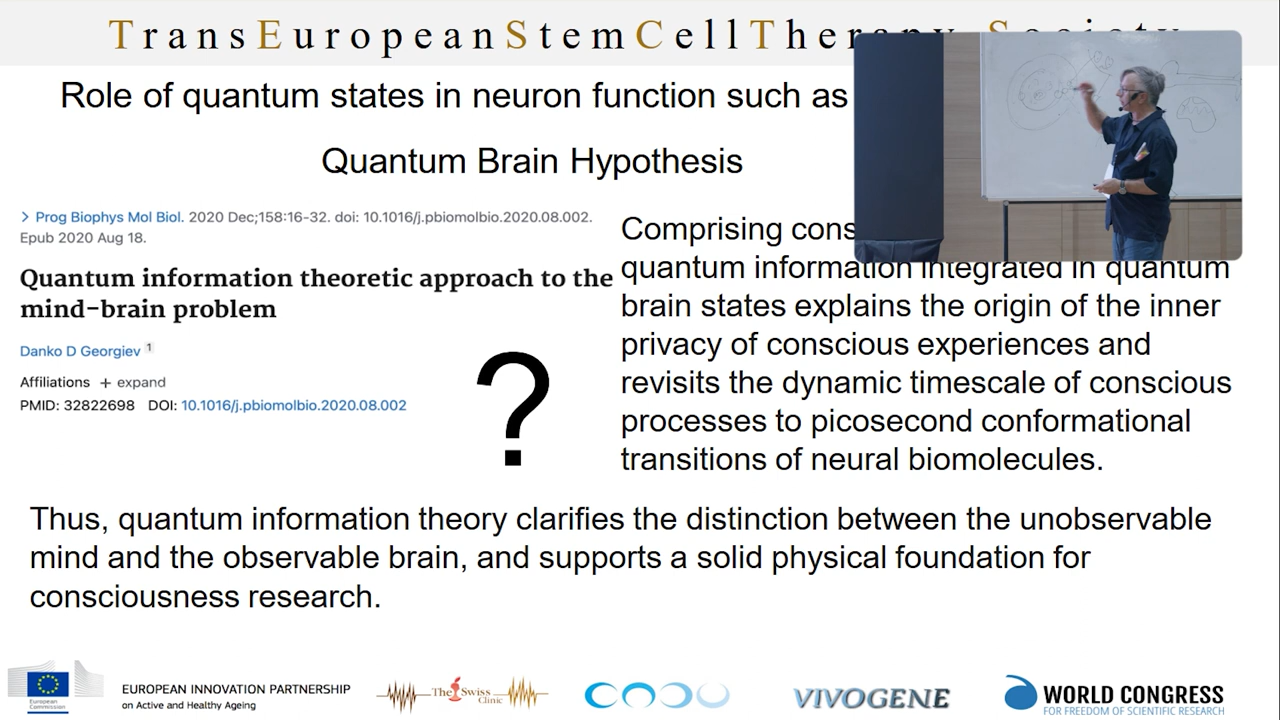 TransEuropeanStemCellTherapy Society
Role of quantum states in neuron function such as
Quantum Brain Hypothesis
> Prog Biophys Mol Biol. 2020 Dec;158:16-32. doi: 10.1016/j.pbiomolbio.2020.08.002.
Epub 2020 Aug 18.
Quantum information theoretic approach to the
mind-brain problem
Danko D Georgiev 1
Affiliations + expand
PMID: 32822698 DOI: 10.1016/j.pbiomolbio.2020.08.002
?
Comprising
quantum information integrated in quantum
brain states explains the origin of the inner
privacy of conscious experiences and
revisits the dynamic timescale of conscious
processes to picosecond conformational
transitions of neural biomolecules.
Thus, quantum information theory clarifies the distinction between the unobservable
mind and the observable brain, and supports a solid physical foundation for
consciousness research.
European
Commission
EUROPEAN INNOVATION PARTNERSHIP
on Active and Healthy Ageing
The Swiss
Clinic
VIVOGENE
WORLD CONGRESS
FOR FREEDOM OF SCIENTIFIC RESEARCH